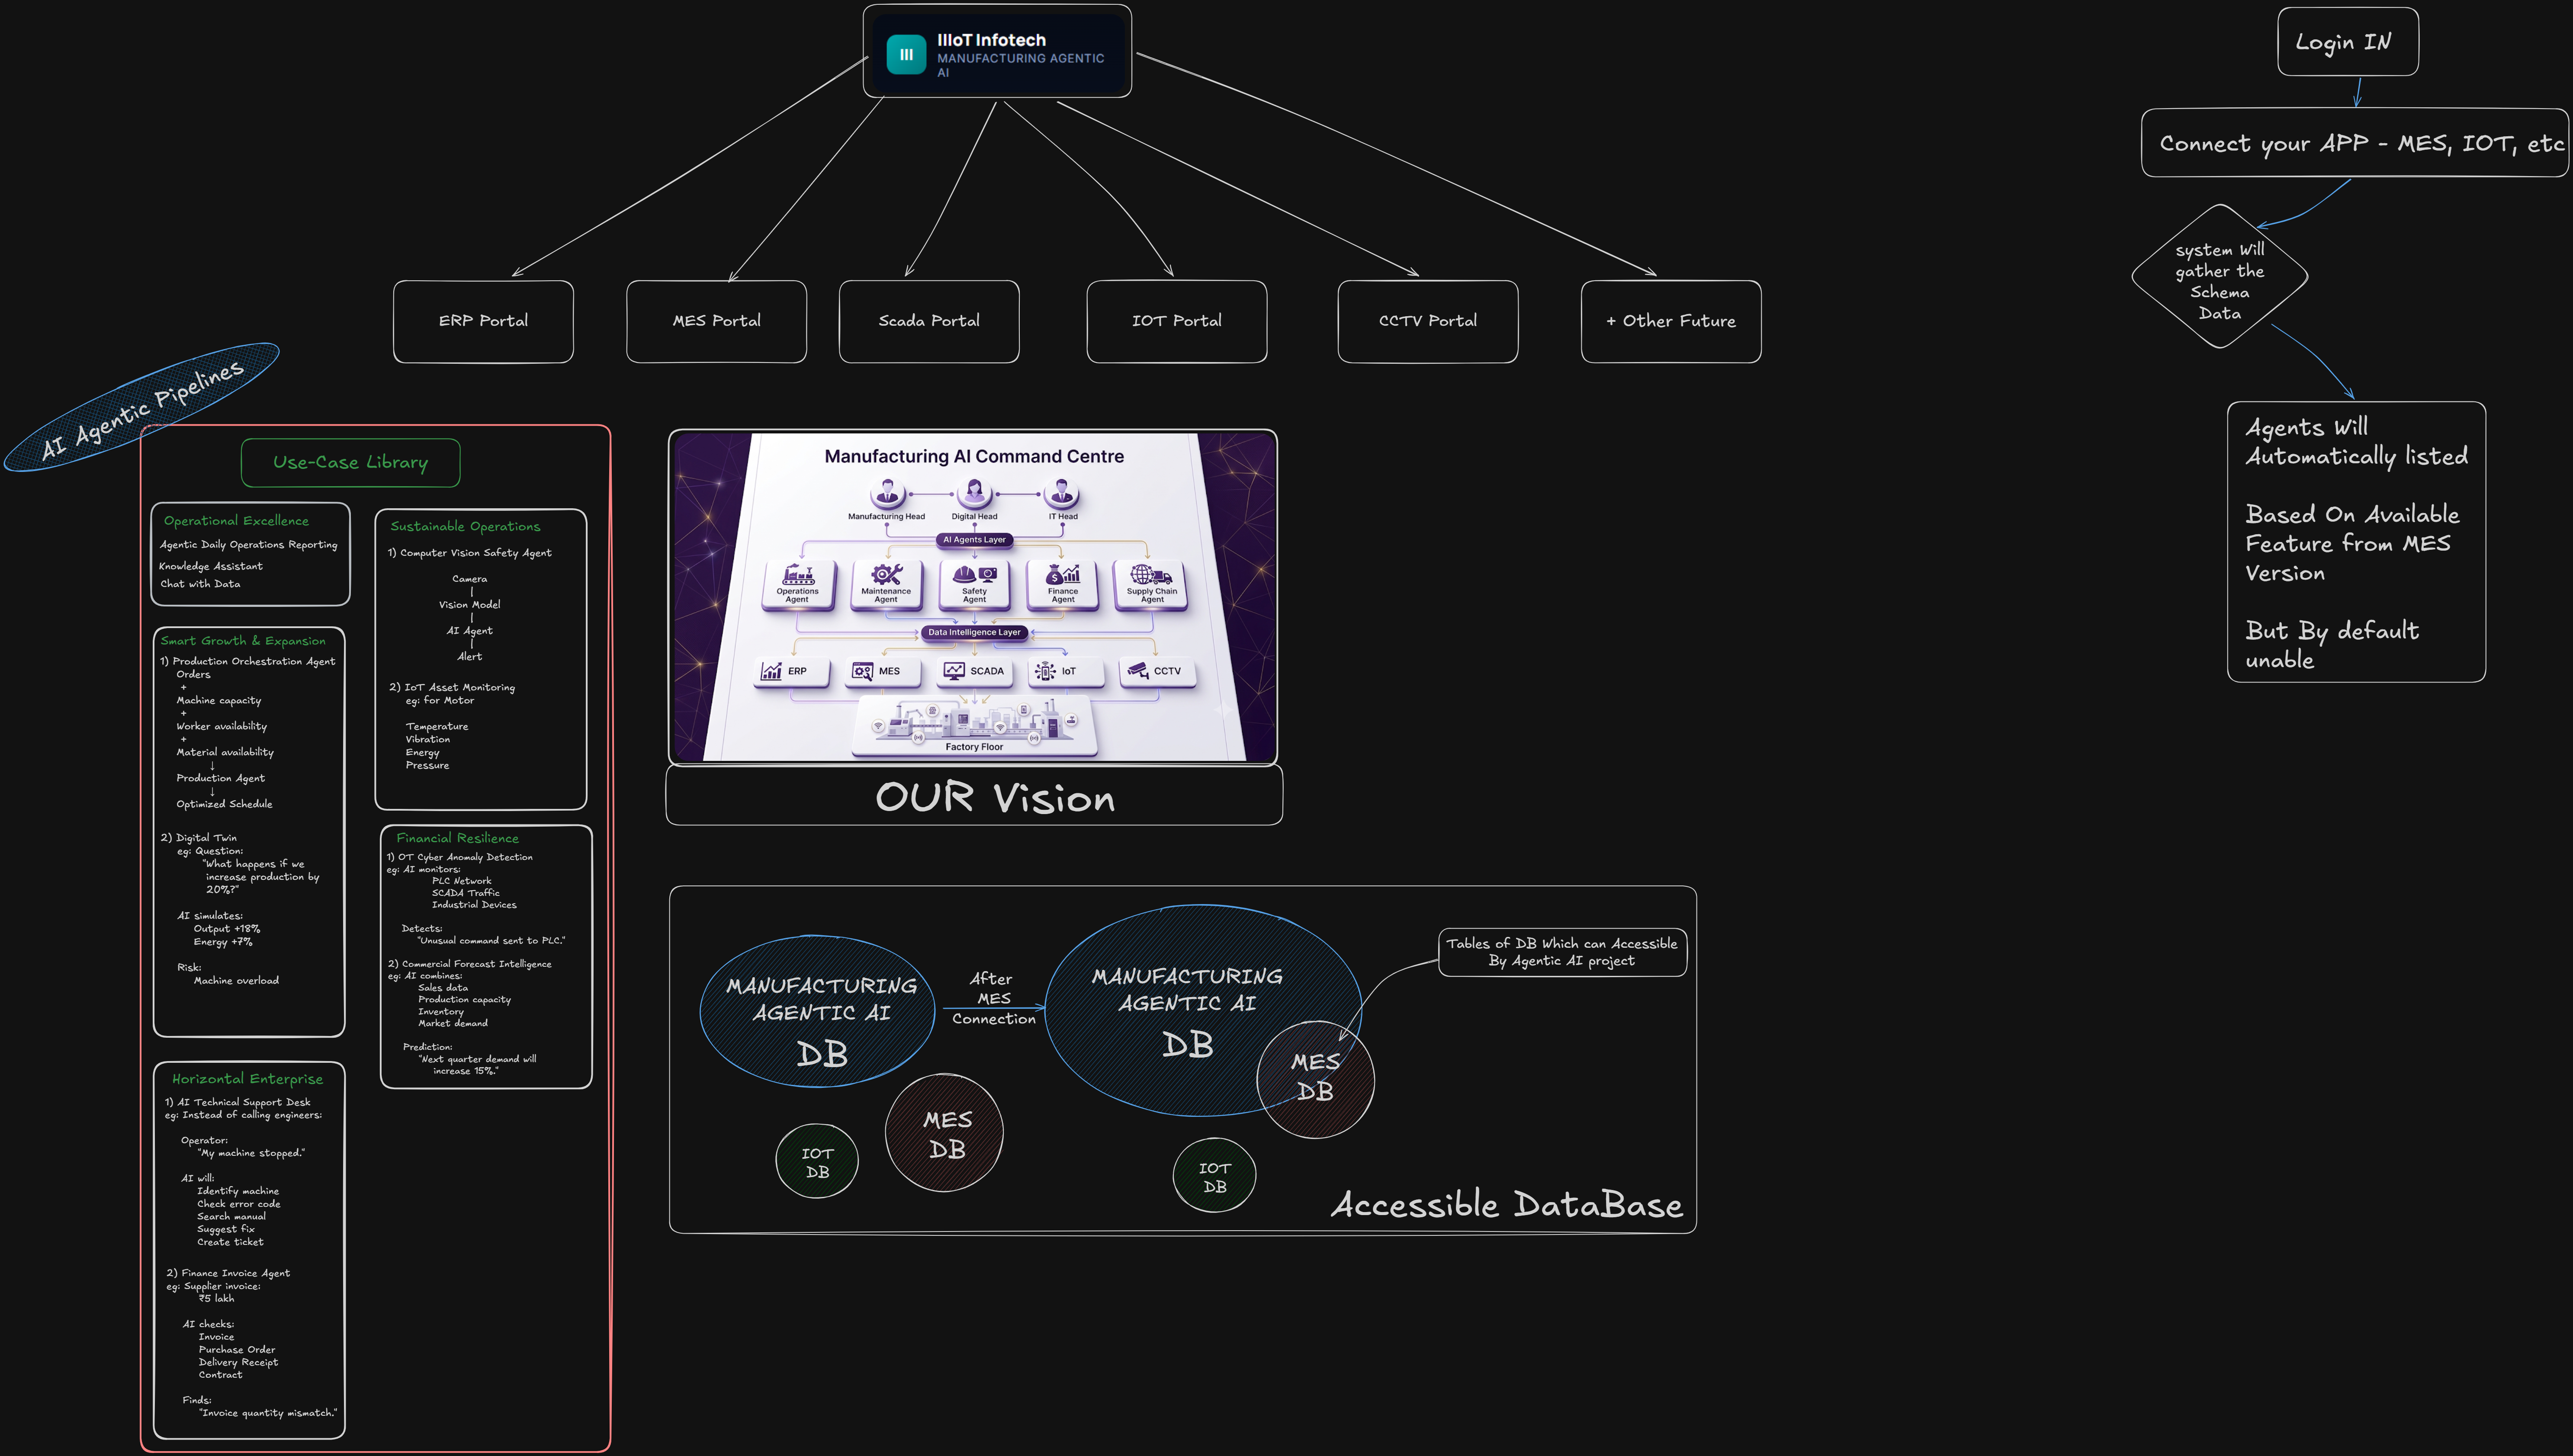 III
IIIoT Infotech
MANUFACTURING AGENTIC
AI
Login IN
Connect your APP - MES, IOT, etc
system Will
gather the
Schema
Data
Agents Will
Automatically listed
Based On Available
Feature from MES
Version
But By default
unable
ERP Portal
MES Portal
Scada Portal
IOT Portal
CCTV Portal
+ Other Future
AI Agentic Pipelines
Use-Case Library
Operational Excellence
Agentic Daily Operations Reporting
Knowledge Assistant
Chat with Data
Smart Growth & Expansion
1) Production Orchestration Agent
Orders
+
Machine capacity
+
Worker availability
+
Material availability
↓
Production Agent
↓
Optimized Schedule
2) Digital Twin
eg: Question:
"What happens if we
increase production by
20%?"
AI simulates:
Output +18%
Energy +7%
Risk:
Machine overload
Horizontal Enterprise
1) AI Technical Support Desk
eg: Instead of calling engineers:
Operator:
"My machine stopped."
AI will:
Identify machine
Check error code
Search manual
Suggest fix
Create ticket
2) Finance Invoice Agent
eg: Supplier invoice:
₹5 lakh
AI checks:
Invoice
Purchase Order
Delivery Receipt
Contract
Finds:
"Invoice quantity mismatch."
Sustainable Operations
1) Computer Vision Safety Agent
Camera
|
Vision Model
|
AI Agent
|
Alert
2) IoT Asset Monitoring
eg: for Motor
Temperature
Vibration
Energy
Pressure
Financial Resilience
1) OT Cyber Anomaly Detection
eg: AI monitors:
PLC Network
SCADA Traffic
Industrial Devices
Detects:
"Unusual command sent to PLC."
2) Commercial Forecast Intelligence
eg: AI combines:
Sales data
Production capacity
Inventory
Market demand
Prediction:
"Next quarter demand will
increase 15%."
Manufacturing AI Command Centre
Manufacturing Head
Digital Head
IT Head
AI Agents Layer
Operations
Agent
Maintenance
Agent
Safety
Agent
Finance
Agent
Supply Chain
Agent
Data Intelligence Layer
ERP
MES
SCADA
IoT
CCTV
Factory Floor
OUR Vision
MANUFACTURING
AGENTIC AI
DB
IOT
DB
MES
DB
After
MES
Connection
MANUFACTURING
AGENTIC AI
DB
MES
DB
IOT
DB
Tables of DB Which can Accessible
By Agentic AI project
Accessible DataBase